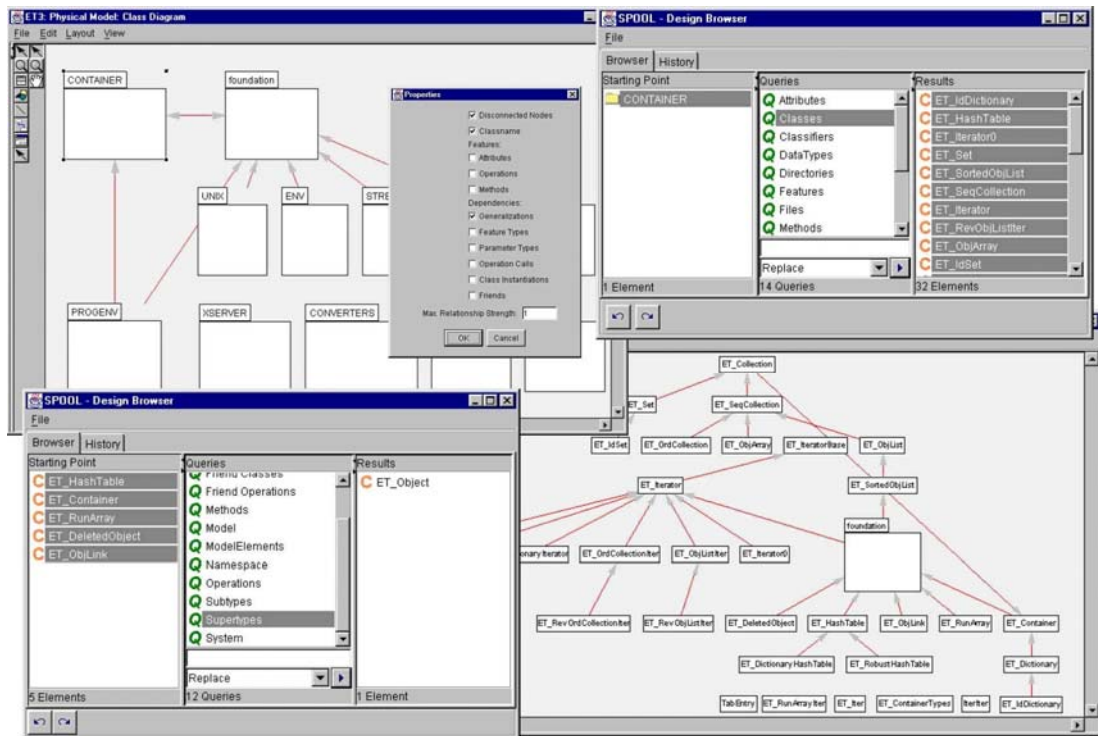 ET3: Physical Model: Class Diagram
File Edit Layout View
CONTAINER
foundation
UNIX
ENV
STRE
PROGENV
XSERVER
CONVERTERS
Properties
Disconnected Nodes
Classname
Features:
Attributes
Operations
Methods
Dependencies:
Generalizations
Feature Types
Parameter Types
Operation Calls
Class Instantiations
Friends
Max. Relationship Strength: 1
OK Cancel
SPOOL - Design Browser
File
Browser History
Starting Point
CONTAINER
1 Element
Queries
Attributes
Classes
Classifiers
DataTypes
Directories
Features
Files
Methods
Replace
14 Queries
Results
ET_IdDictionary
ET_HashTable
ET_Iterator0
ET_Set
ET_SortedObjList
ET_SeqCollection
ET_Iterator
ET_RevObjListIter
ET_ObjArray
ET_IdSet
32 Elements
SPOOL - Design Browser
File
Browser History
Starting Point
ET_HashTable
ET_Container
ET_RunArray
ET_DeletedObject
ET_ObjLink
5 Elements
Queries
Friend Classes
Friend Operations
Methods
Model
ModelElements
Namespace
Operations
Subtypes
Supertypes
System
Replace
12 Queries
Results
ET_Object
1 Element
ET_Collection
ET_Set
ET_SeqCollection
ET_IdSet
ET_OrdCollection
ET_ObjArray
ET_IteratorBase
ET_ObjList
ET_Iterator
ET_SortedObjList
foundation
onaryIterator
ET_OrdCollectionIter
ET_ObjListIter
ET_Iterator0
ET_RevOrdCollectionIter
ET_RevObjListIter
ET_DeletedObject
ET_HashTable
ET_ObjLink
ET_RunArray
ET_Container
ET_DictionaryHashTable
ET_RobustHashTable
ET_Dictionary
TabEntry
ET_RunArrayIter
ET_Iter
ET_ContainerTypes
IterIter
ET_IdDictionary